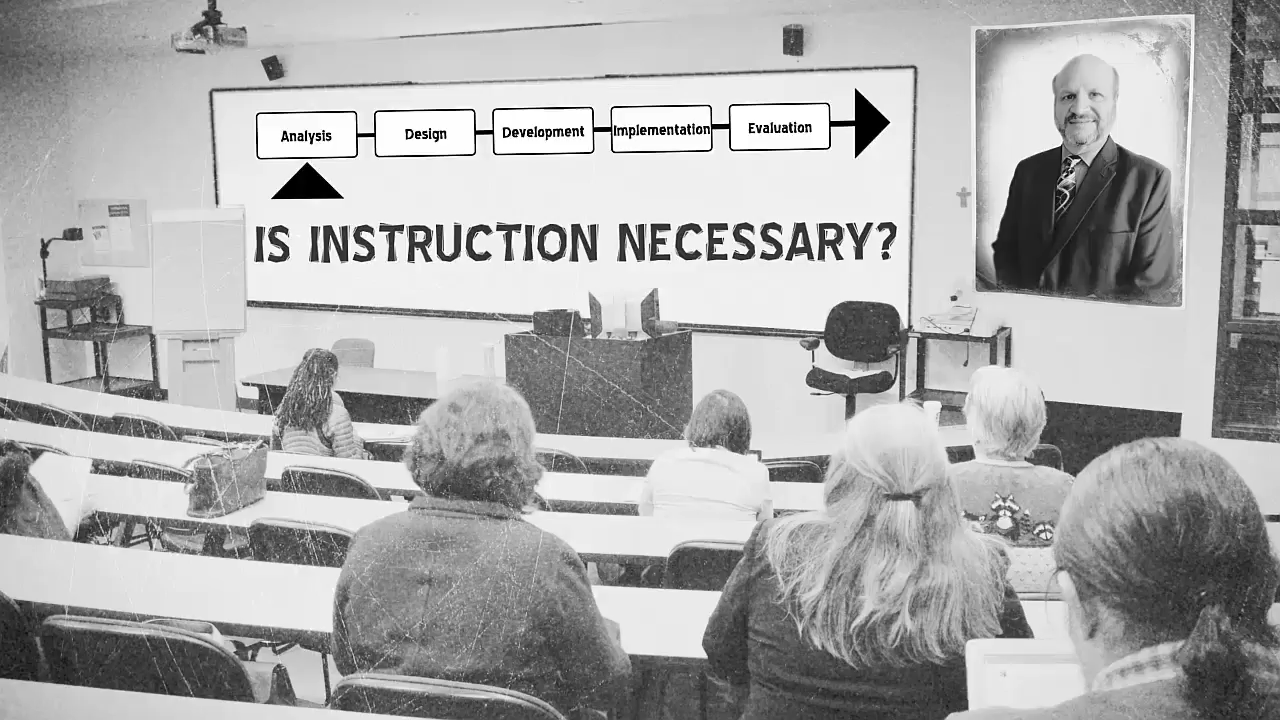 Analysis
Design
Development
Implementation
Evaluation
IS INSTRUCTION NECESSARY?